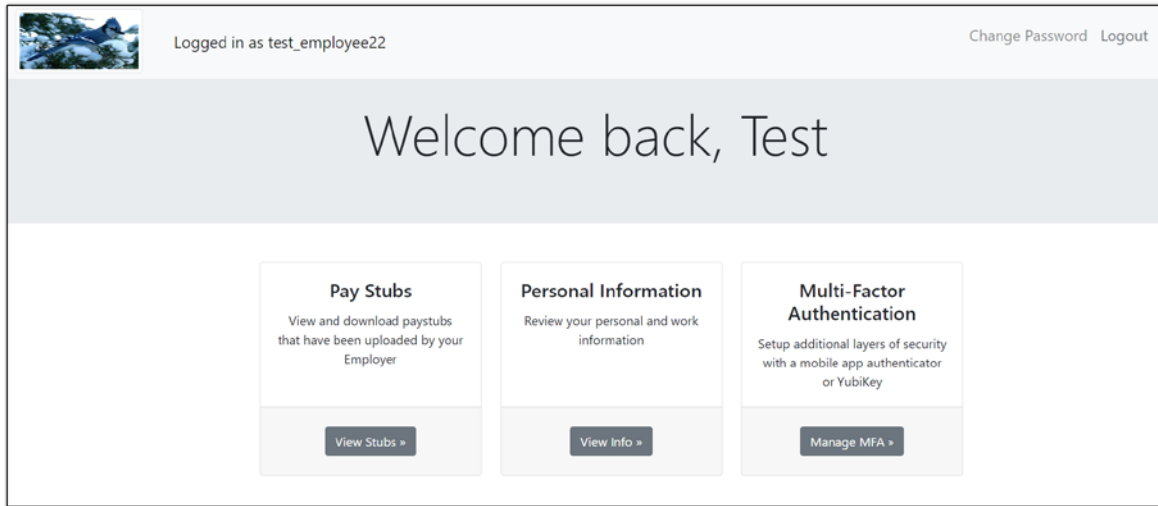 Logged in as test_employee22
Change Password Logout
Welcome back, Test
Pay Stubs
View and download paystubs
that have been uploaded by your
Employer
View Stubs »
Personal Information
Review your personal and work
information
View Info »
Multi-Factor
Authentication
Setup additional layers of security
with a mobile app authenticator
or YubiKey
Manage MFA »